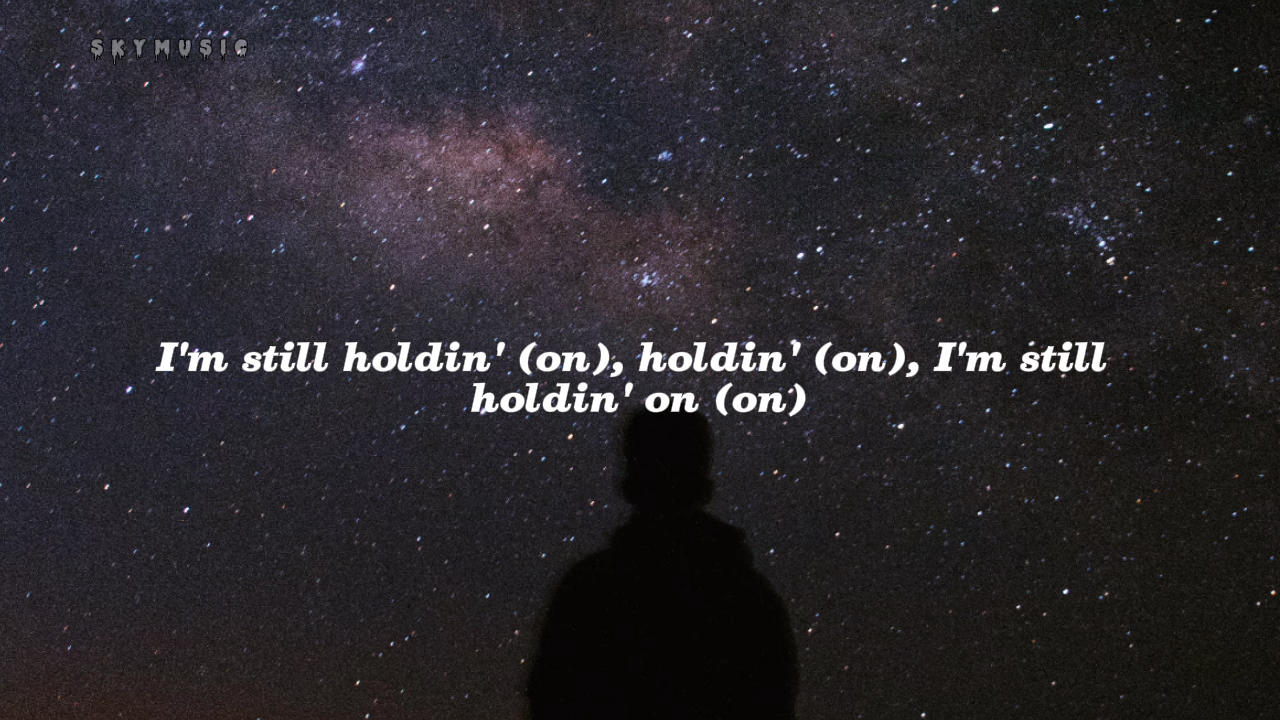 SKYMUSIC
I'm still holdin' (on), holdin' (on), I'm still
holdin' on (on)